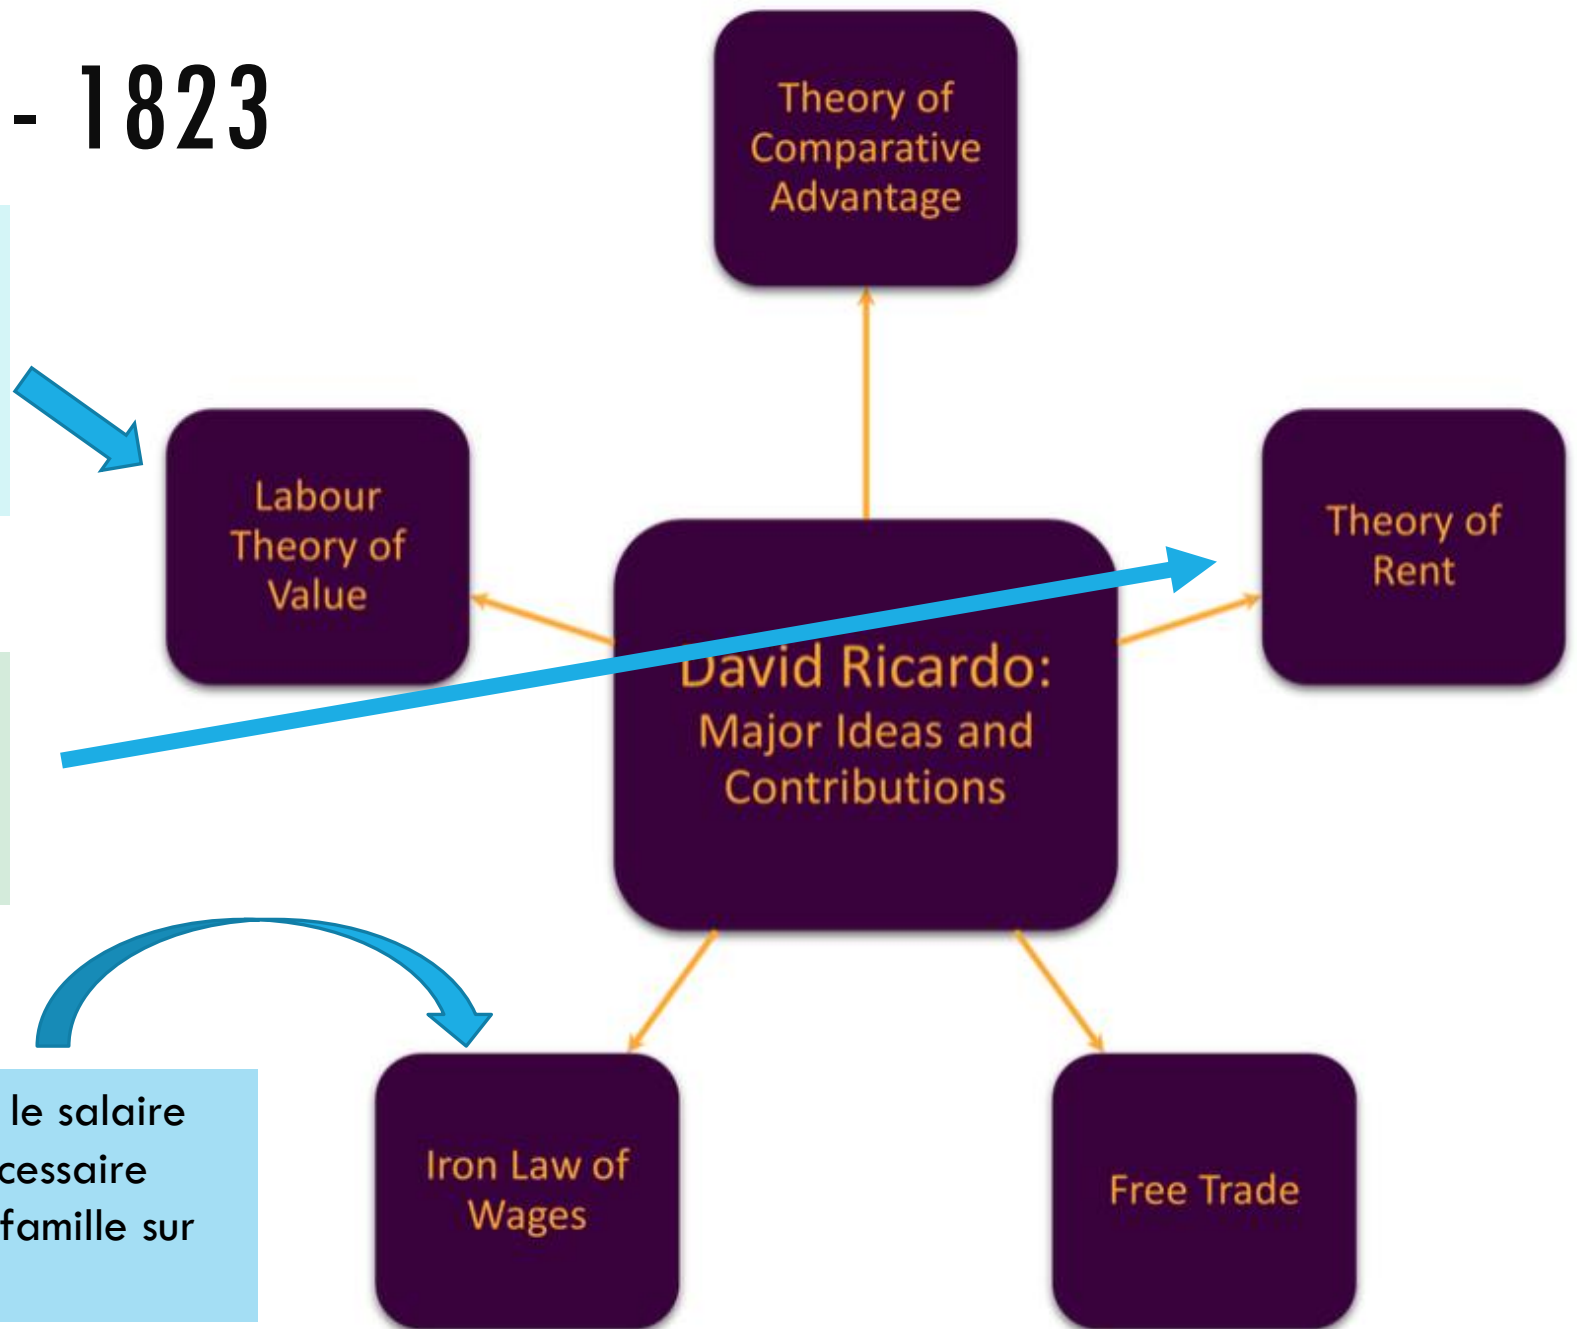 - 1823
Theory of
Comparative
Advantage
Labour
Theory of
Value
Theory of
Rent
David Ricardo:
Major Ideas and
Contributions
le salaire
cessaire
famille sur
Iron Law of
Wages
Free Trade